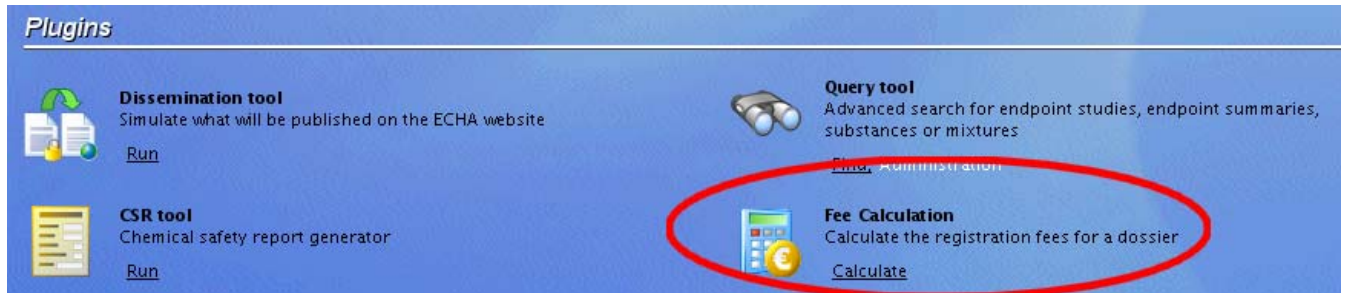 Plugins
Dissemination tool
Simulate what will be published on the ECHA website
Run
Query tool
Advanced search for endpoint studies, endpoint summaries,
substances or mixtures
Find, Administration
CSR tool
Chemical safety report generator
Run
Fee Calculation
Calculate the registration fees for a dossier
Calculate